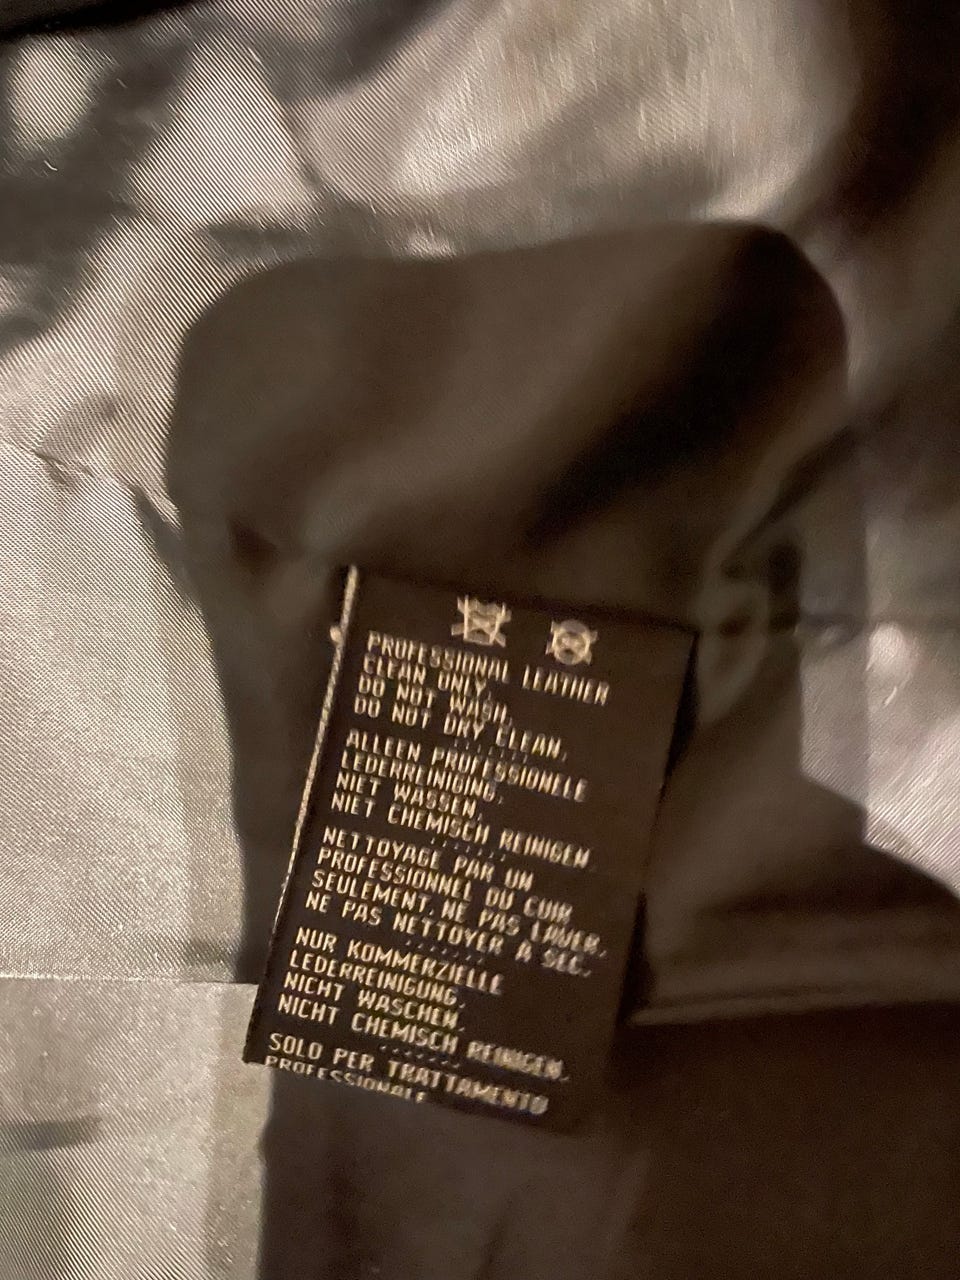 PROFESSIONAL LEATHER
CLEAN ONLY.
DO NOT WASH.
DO NOT DRY CLEAN.
ALLEEN PROFESSIONELE
LEDERREINIGING.
NIET WASSEN.
NIET CHEMISCH REINIGEN.
NETTOYAGE PAR UN
PROFESSIONNEL DU CUIR
SEULEMENT. NE PAS LAVER.
NE PAS NETTOYER A SEC.
NUR KOMMERZIELLE
LEDERREINIGUNG.
NICHT WASCHEN.
NICHT CHEMISCH REINIGEN.
SOLO PER TRATTAMENTO
PROFESSIONALE